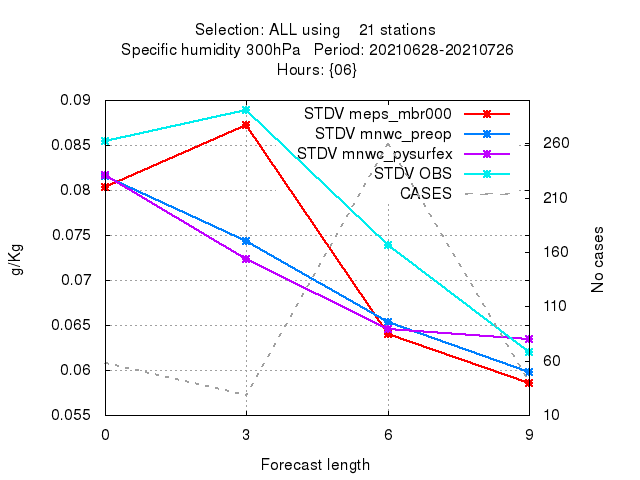 Selection: ALL using 21 stations
Specific humidity 300hPa Period: 20210628-20210726
Hours: {06}
0.09
0.085
0.08
0.075
0.07
0.065
0.06
0.055
g/Kg
STDV meps_mbr000
STDV mnwc_preop
STDV mnwc_pysurfex
STDV OBS
CASES
260
210
160
110
60
10
No cases
0 3 6 9
Forecast length